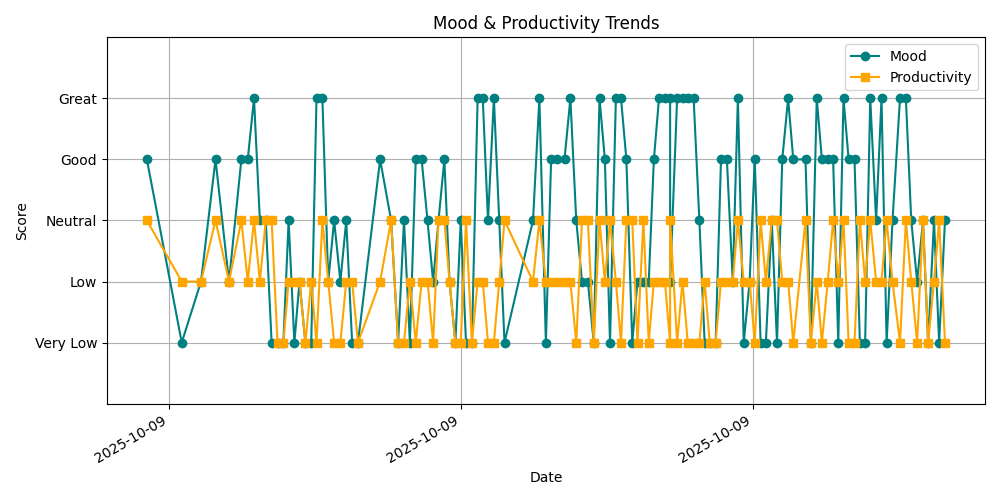 Mood & Productivity Trends
Mood
Productivity
Great
Good
Neutral
Low
Very Low
Score
2025-10-09
2025-10-09
2025-10-09
Date